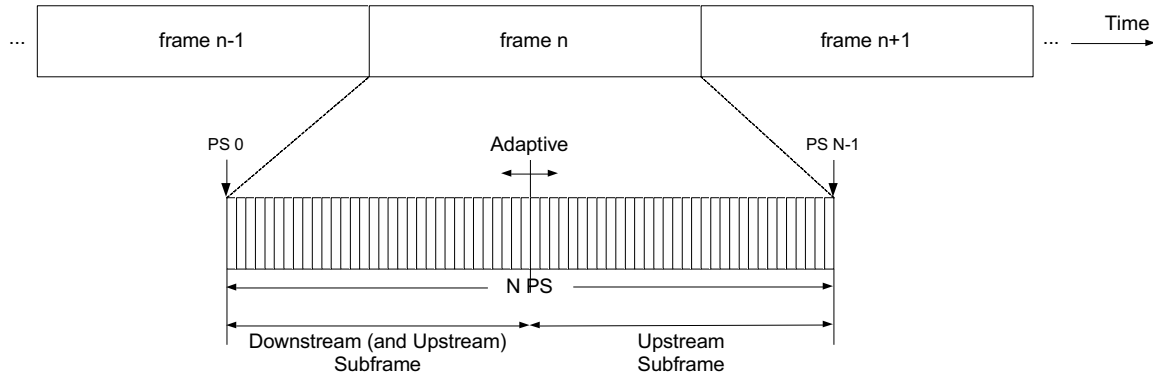 ... frame n-1 frame n frame n+1 ... Time
PS 0 Adaptive PS N-1
N PS
Downstream (and Upstream) Upstream
Subframe Subframe